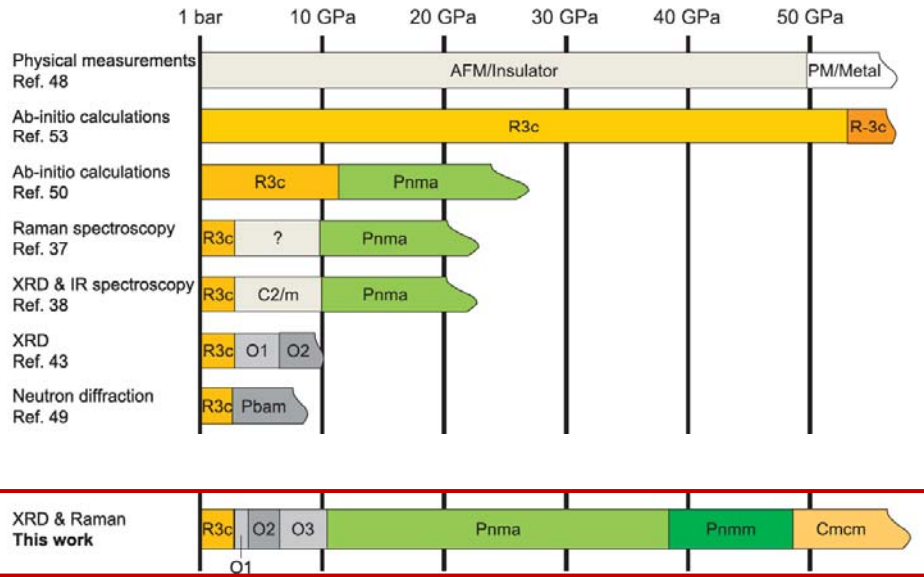 1 bar 10 GPa 20 GPa 30 GPa 40 GPa 50 GPa
Physical measurements
Ref. 48
AFM/Insulator PM/Metal
Ab-initio calculations
Ref. 53
R3c R-3c
Ab-initio calculations
Ref. 50
R3c Pnma
Raman spectroscopy
Ref. 37
R3c ? Pnma
XRD & IR spectroscopy
Ref. 38
R3c C2/m Pnma
XRD
Ref. 43
R3c O1 O2
Neutron diffraction
Ref. 49
R3c Pbam
XRD & Raman
This work
R3c O2 O3 Pnma Pnmm Cmcm
O1